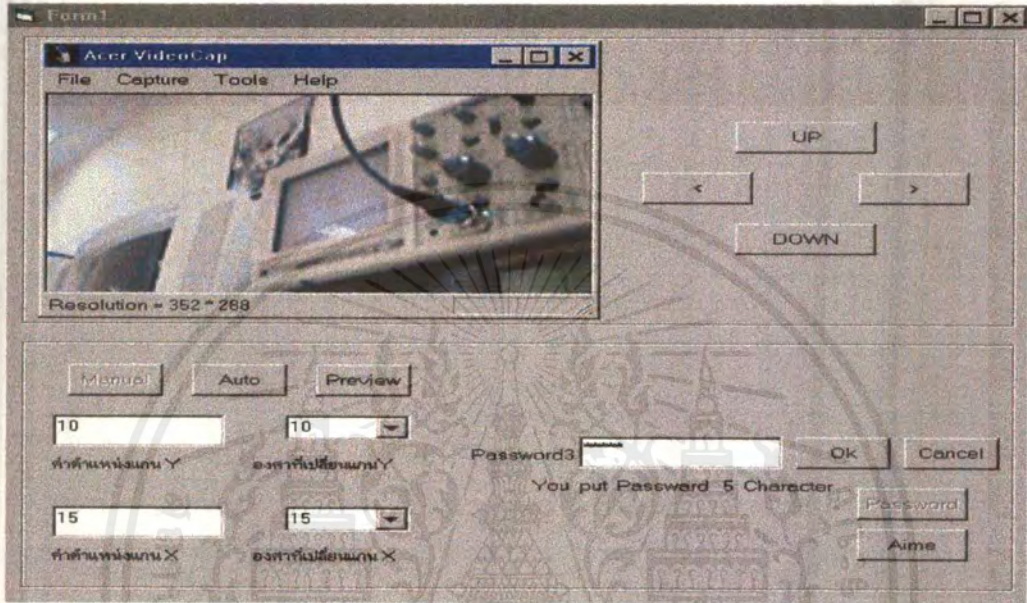 Form1
Acer VideoCap
File Capture Tools Help
Resolution = 352 * 288
UP
< >
DOWN
Manual Auto Preview
10 10
ค่าตำแหน่งแกน Y องศาที่เปลี่ยนแกน Y
Password3 ***** Ok Cancel
You put Passward 5 Character
Password
15 15
ค่าตำแหน่งแกน X องศาที่เปลี่ยนแกน X
Aime